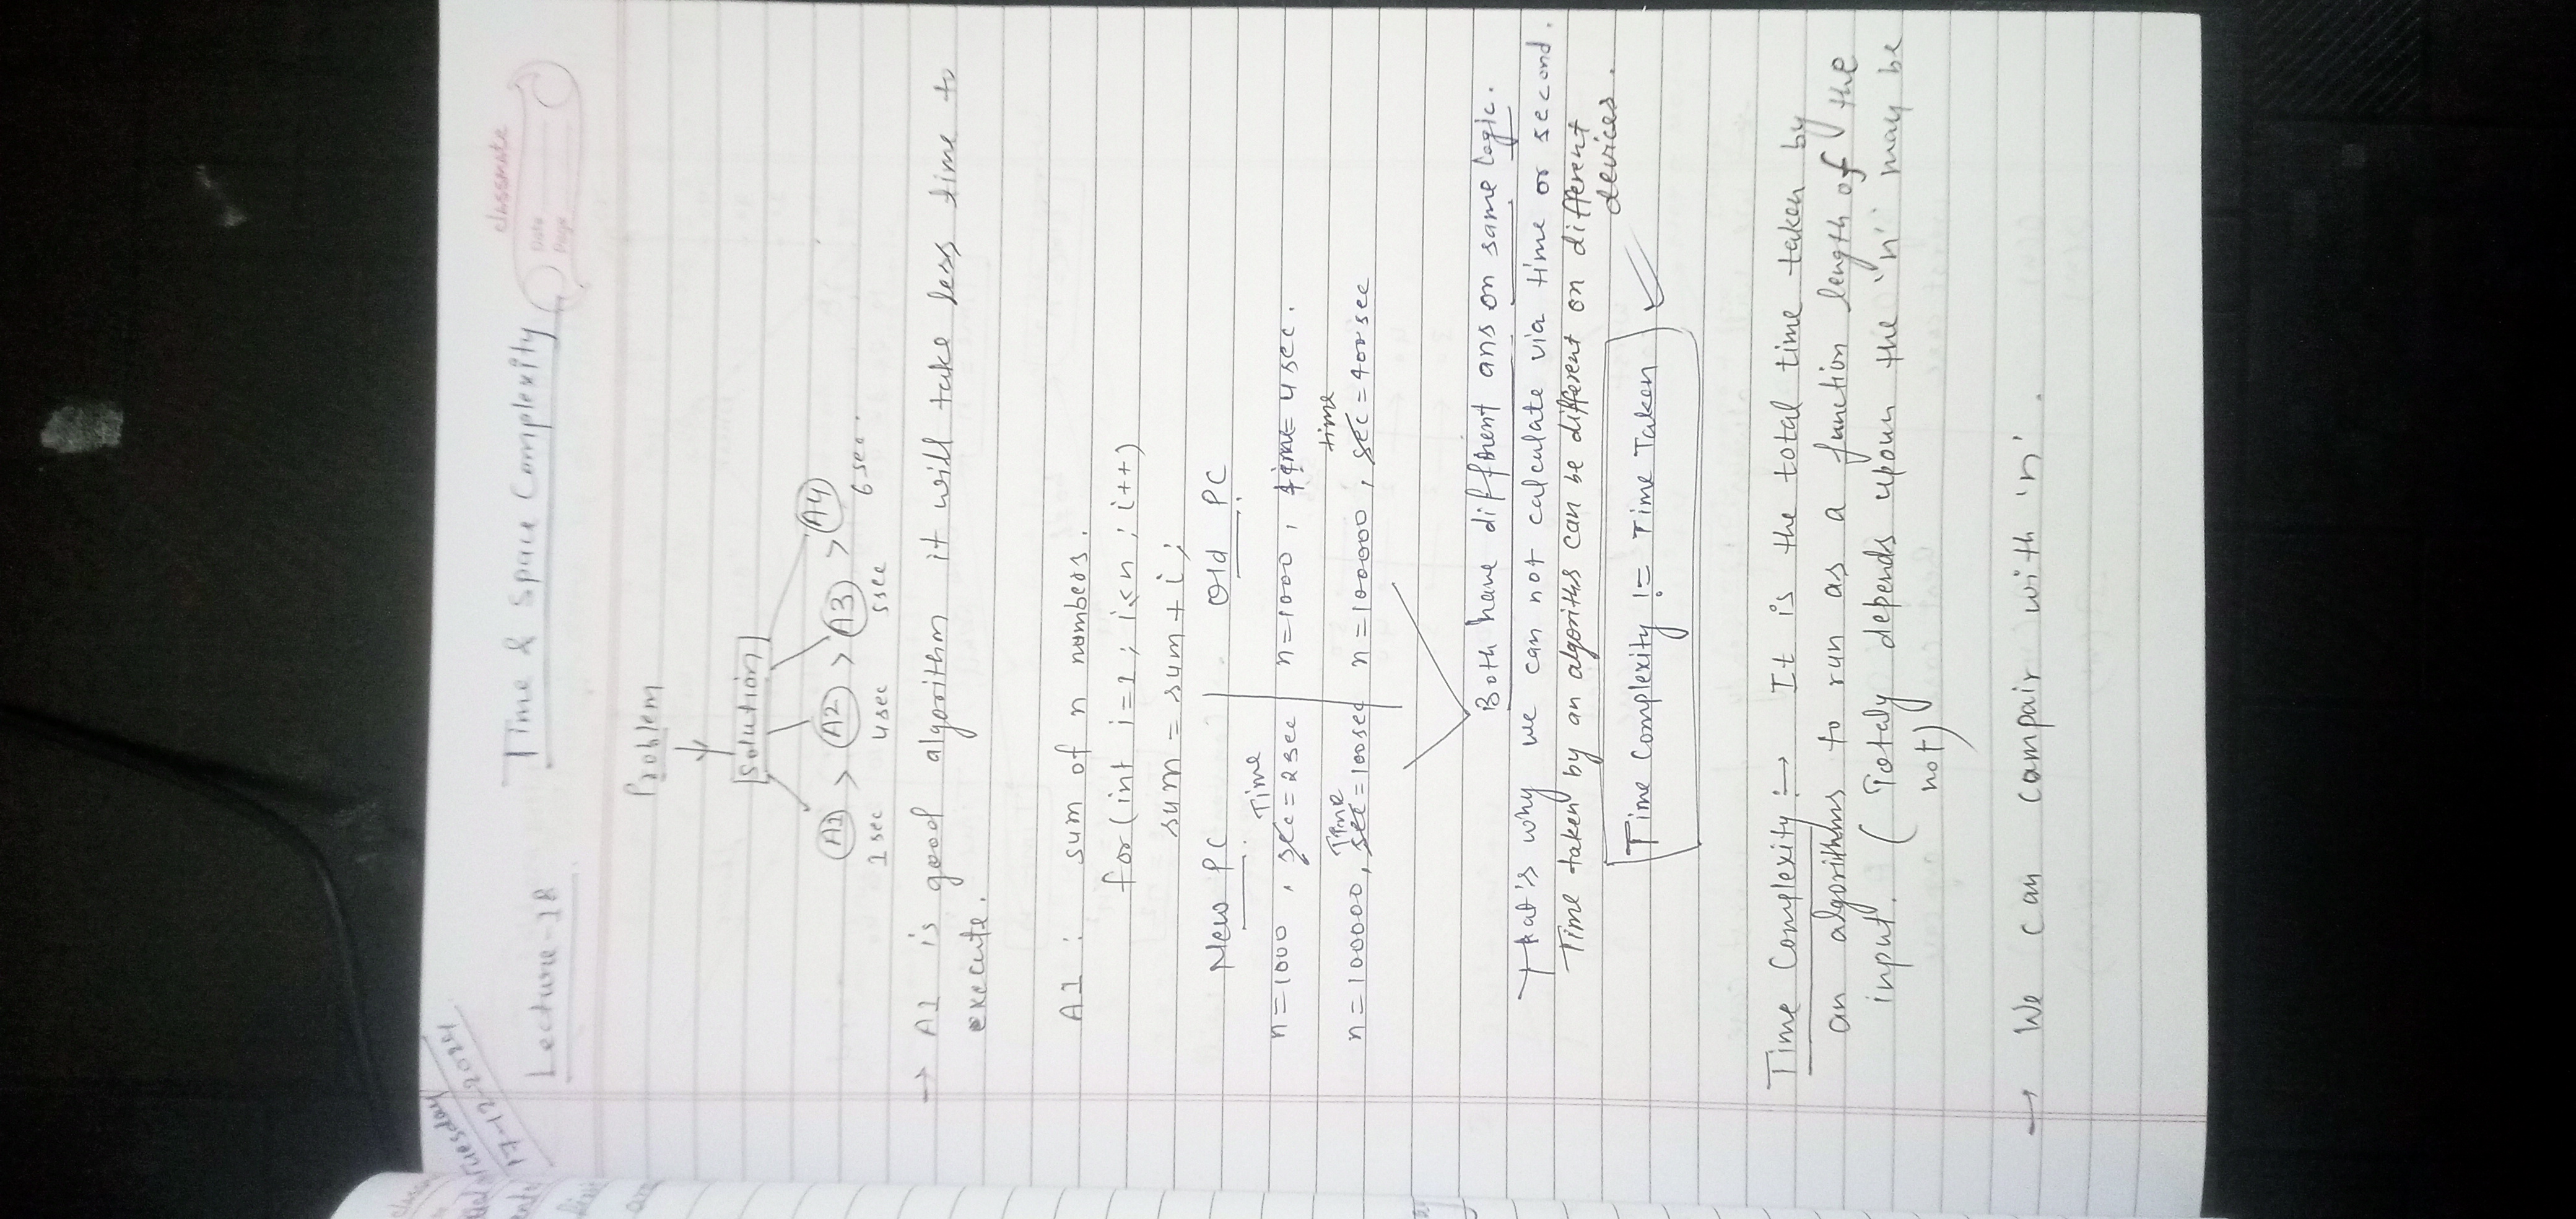 Tuesday
17-12-2024
Lecture-18
Time & Space Complexity
classmate
Date
Page
Problem
Solution
A1 > A2 > A3 > A4
1 sec 4 sec 5 sec 6 sec.
→ A1 is good algorithm it will take less time to
execute.
A1 : sum of n numbers.
for(int i=1; i<n; i++)
sum = sum + i;
New PC
Old PC
Time
n=1000, sec = 2 sec
n=1000, time = 4 sec.
Time
n=100000, sec = 100 sec
time
n=100000, sec = 400 sec
Both have diffirent ans on same logic.
That's why we can not calculate via time or second.
Time taken by an algoriths can be different on different
devices.
Time Complexity != Time Taken
Time Complexity :→ It is the total time taken by
an algorithms to run as a function length of the
input. ( Totaly depends upoun the "n" may be
not)
→ We can campair with 'n'.